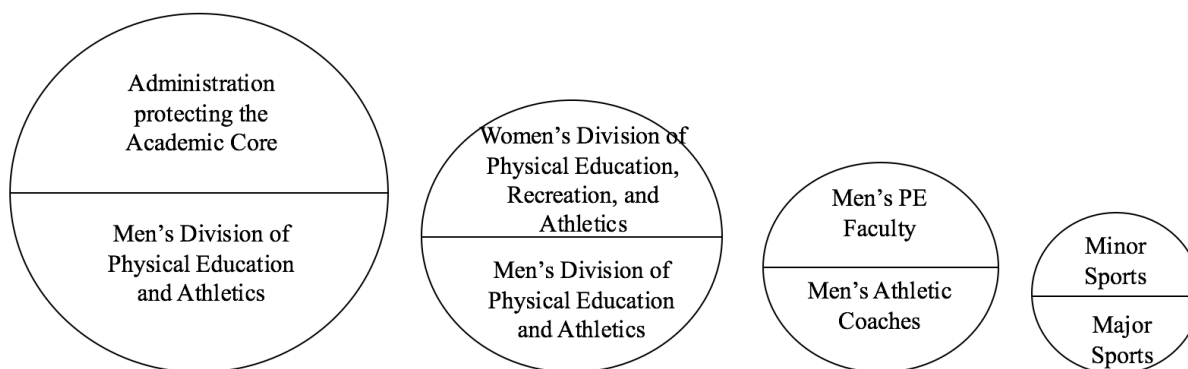 Administration
protecting the
Academic Core
Men’s Division of
Physical Education
and Athletics
Women’s Division of
Physical Education,
Recreation, and
Athletics
Men’s Division of
Physical Education
and Athletics
Men’s PE
Faculty
Men’s Athletic
Coaches
Minor
Sports
Major
Sports